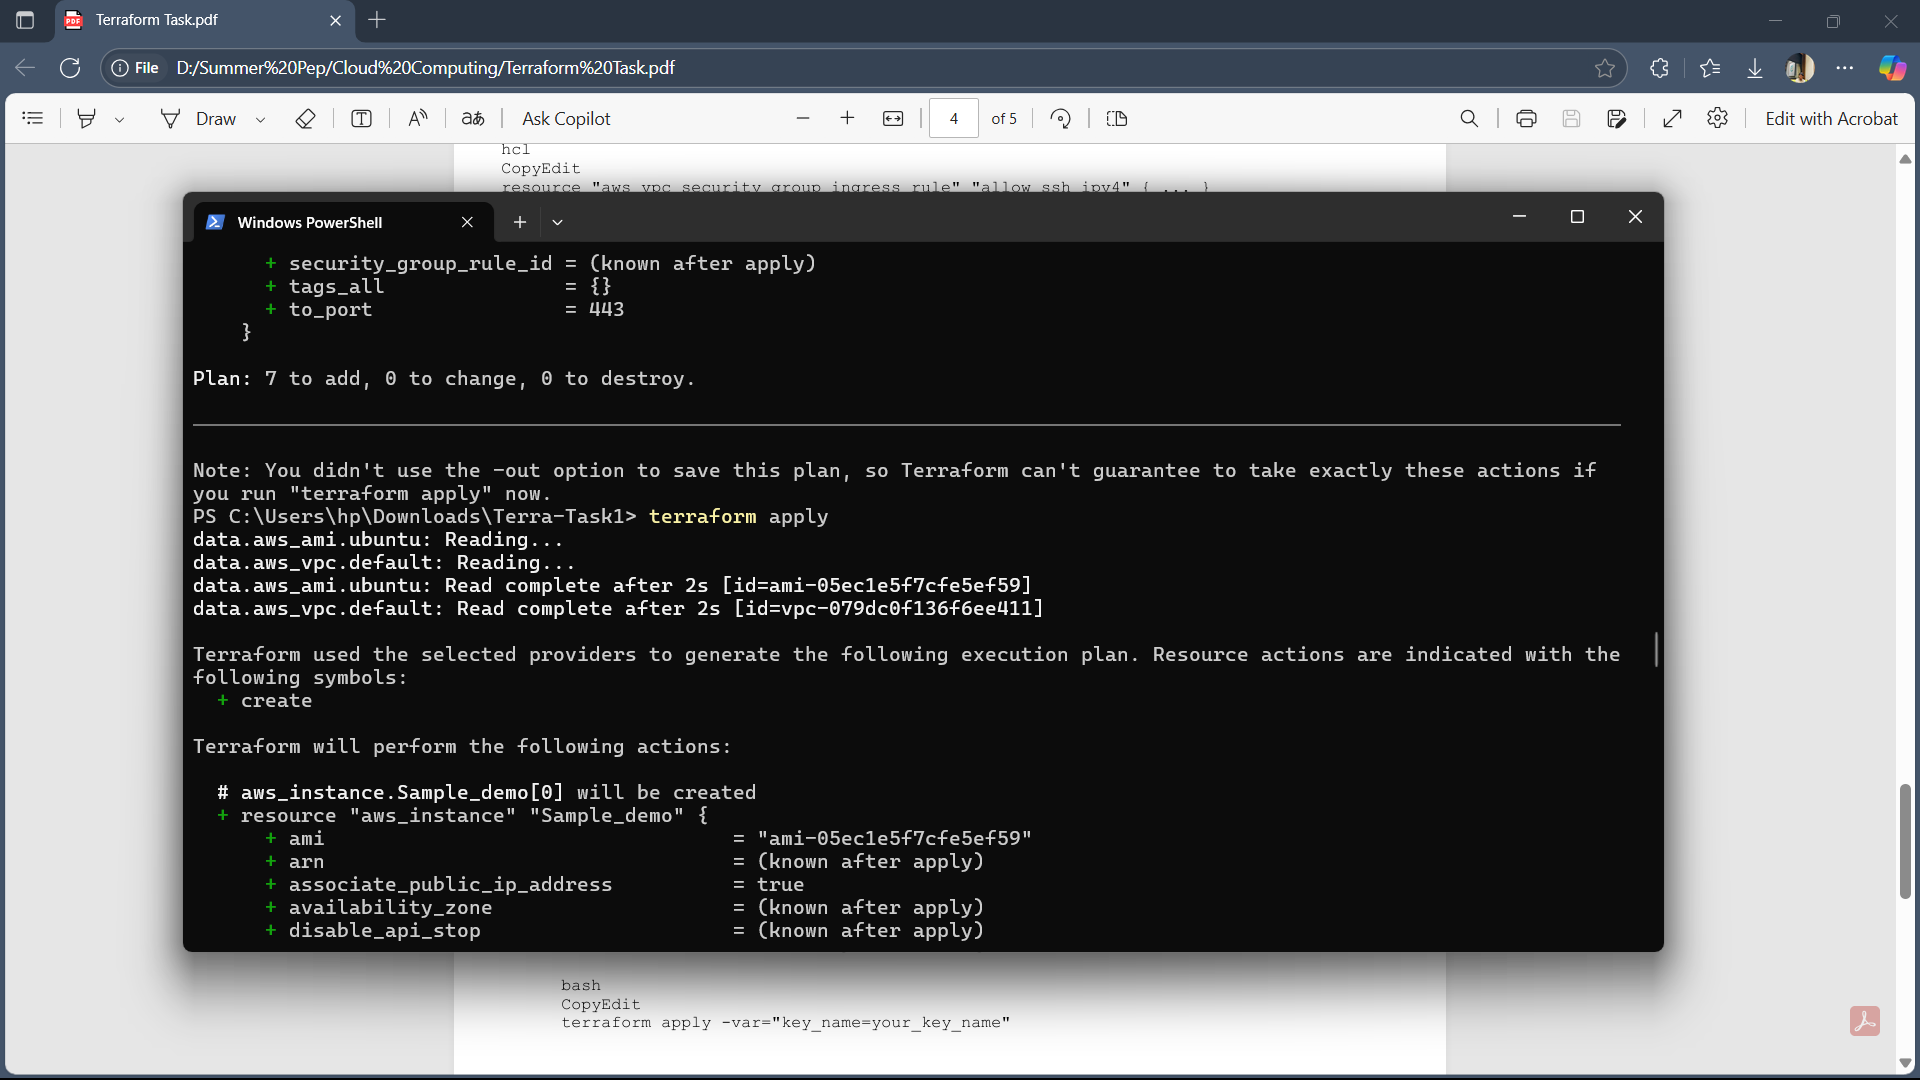 Terraform Task.pdf
File
D:/Summer%20Pep/Cloud%20Computing/Terraform%20Task.pdf
Draw
Ask Copilot
4
of 5
Edit with Acrobat
hcl
CopyEdit
resource "aws_vpc_security_group_ingress_rule" "allow_ssh_ipv4" { ... }
Windows PowerShell
+ security_group_rule_id = (known after apply)
+ tags_all = {}
+ to_port = 443
}
Plan: 7 to add, 0 to change, 0 to destroy.
Note: You didn't use the -out option to save this plan, so Terraform can't guarantee to take exactly these actions if
you run "terraform apply" now.
PS C:\Users\hp\Downloads\Terra-Task1> terraform apply
data.aws_ami.ubuntu: Reading...
data.aws_vpc.default: Reading...
data.aws_ami.ubuntu: Read complete after 2s [id=ami-05ec1e5f7cfe5ef59]
data.aws_vpc.default: Read complete after 2s [id=vpc-079dc0f136f6ee411]
Terraform used the selected providers to generate the following execution plan. Resource actions are indicated with the
following symbols:
+ create
Terraform will perform the following actions:
# aws_instance.Sample_demo[0] will be created
+ resource "aws_instance" "Sample_demo" {
+ ami = "ami-05ec1e5f7cfe5ef59"
+ arn = (known after apply)
+ associate_public_ip_address = true
+ availability_zone = (known after apply)
+ disable_api_stop = (known after apply)
bash
CopyEdit
terraform apply -var="key_name=your_key_name"